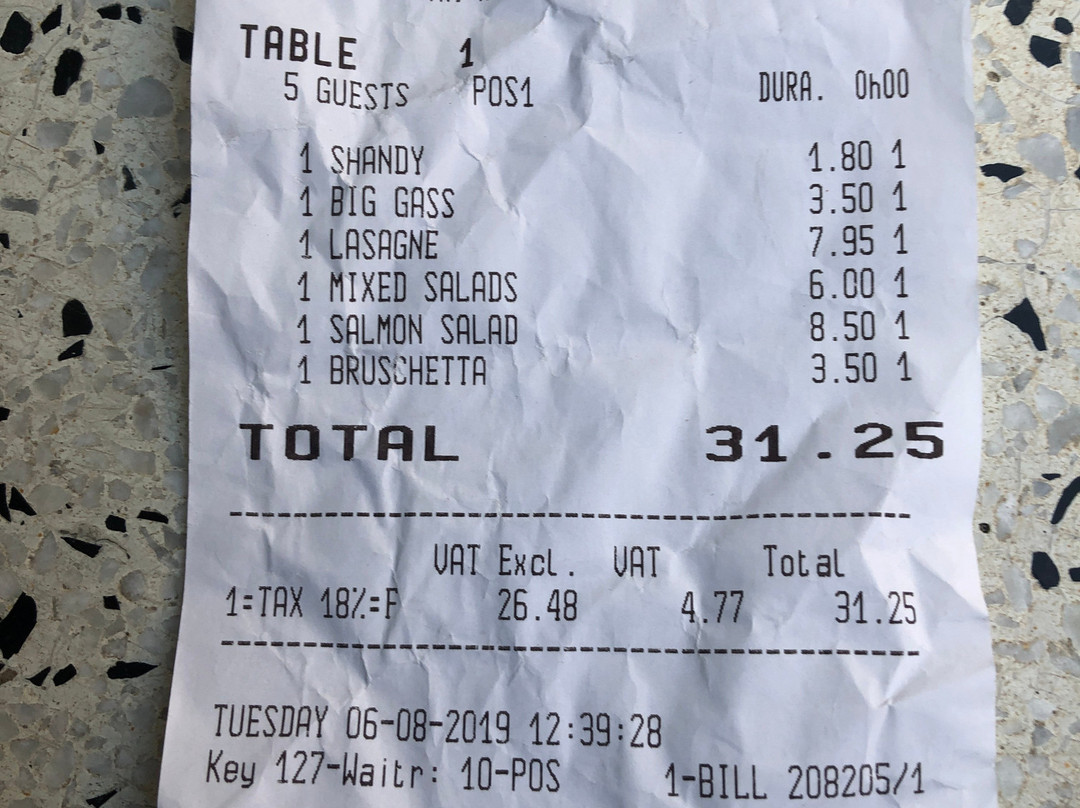 TABLE 1
5 GUESTS POS1 DURA. 0h00
1 SHANDY 1.80 1
1 BIG GASS 3.50 1
1 LASAGNE 7.95 1
1 MIXED SALADS 6.00 1
1 SALMON SALAD 8.50 1
1 BRUSCHETTA 3.50 1
TOTAL 31.25
VAT Excl. VAT Total
1=TAX 18%=F 26.48 4.77 31.25
TUESDAY 06-08-2019 12:39:28
Key 127-Waitr: 10-POS 1-BILL 208205/1